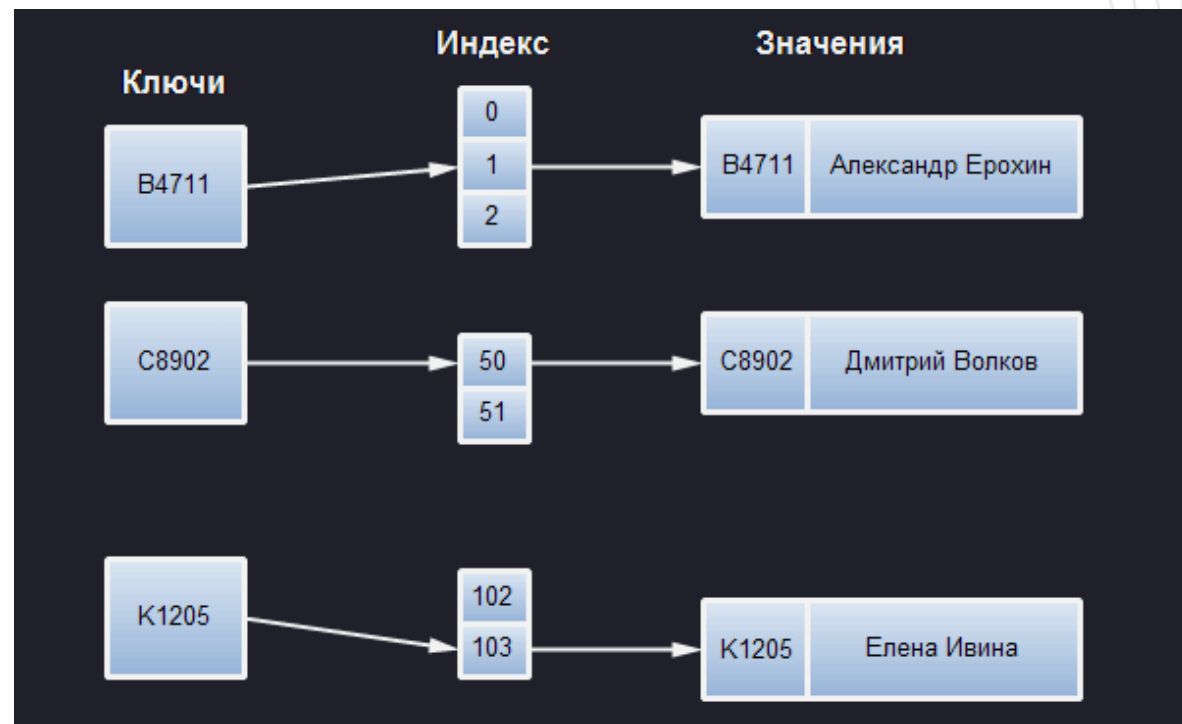 Ключи
Индекс
Значения
B4711
0
1
2
B4711 Александр Ерохин
C8902
50
51
C8902 Дмитрий Волков
K1205
102
103
K1205 Елена Ивина